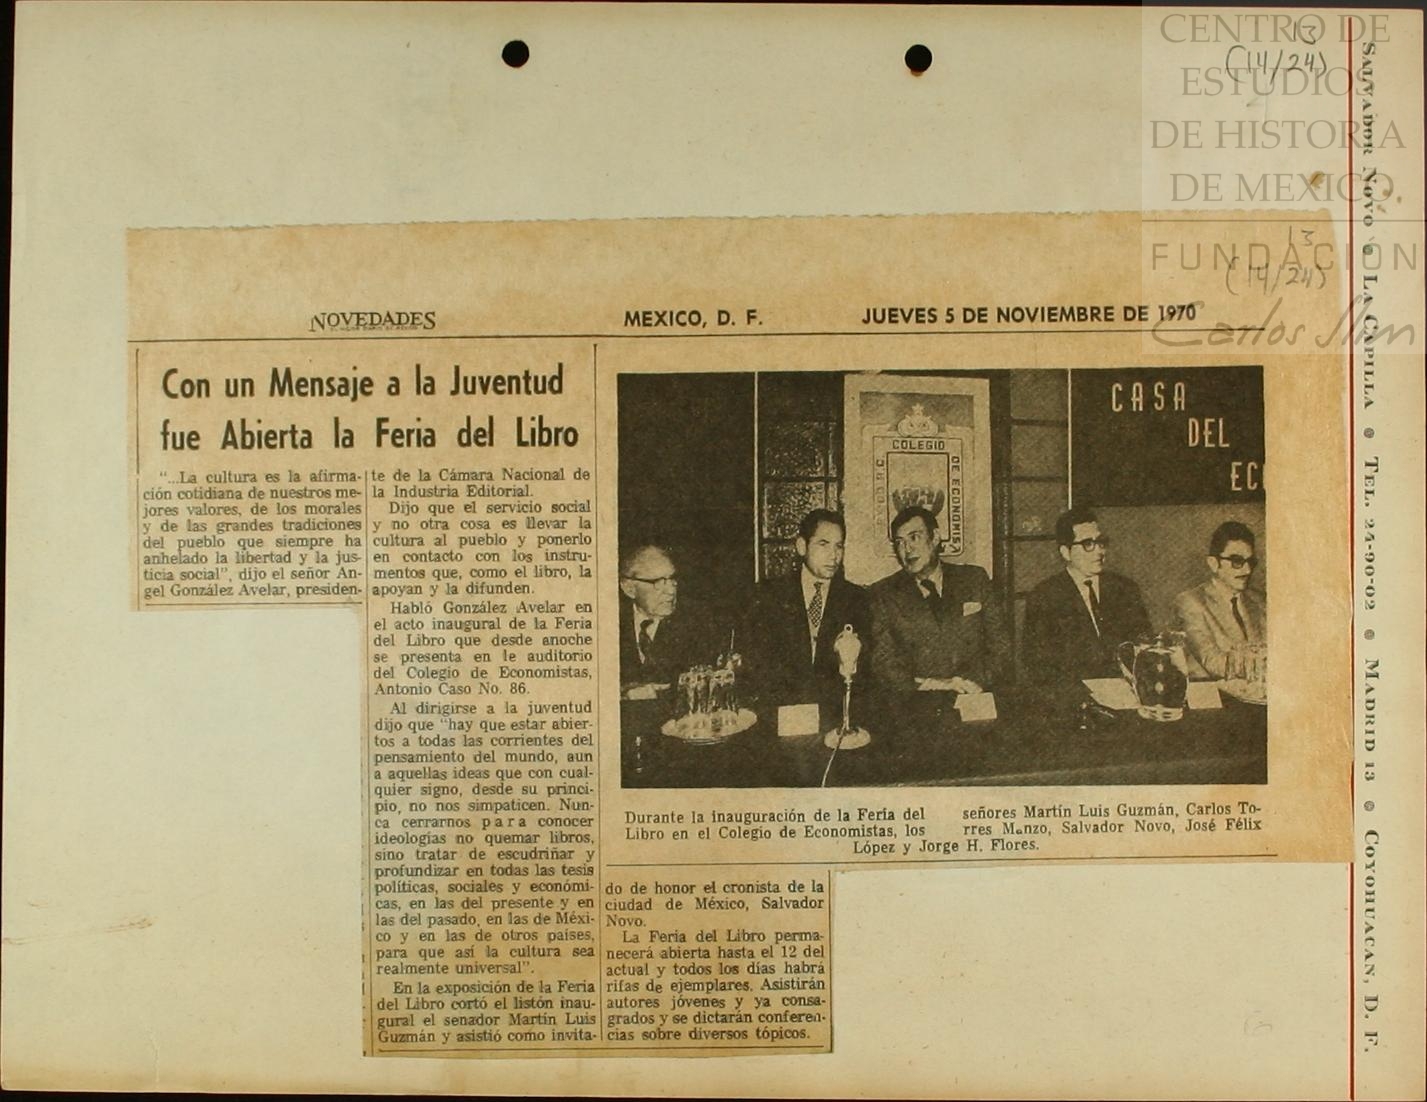 CENTRO DE
ESTUDIOS
DE HISTORIA
DE MEXICO.
FUNDACION
Carlos Slim
13
(14/24)
13
(14/24)
SALVADOR NOVO • LA CAPILLA • TEL. 24-90-02 • MADRID 13 • COYOHUACAN, D. F.
NOVEDADES
MEXICO, D. F.
JUEVES 5 DE NOVIEMBRE DE 1970
Con un Mensaje a la Juventud
fue Abierta la Feria del Libro
"...La cultura es la afirma-
ción cotidiana de nuestros me-
jores valores, de los morales
y de las grandes tradiciones
del pueblo que siempre ha
anhelado la libertad y la jus-
ticia social", dijo el señor An-
gel González Avelar, presiden-
te de la Cámara Nacional de
la Industria Editorial.
Dijo que el servicio social
y no otra cosa es llevar la
cultura al pueblo y ponerlo
en contacto con los instru-
mentos que, como el libro, la
apoyan y la difunden.
Habló González Avelar en
el acto inaugural de la Feria
del Libro que desde anoche
se presenta en le auditorio
del Colegio de Economistas,
Antonio Caso No. 86.
Al dirigirse a la juventud
dijo que "hay que estar abier-
tos a todas las corrientes del
pensamiento del mundo, aun
a aquellas ideas que con cual-
quier signo, desde su princi-
pio, no nos simpaticen. Nun-
ca cerrarnos para conocer
ideologías no quemar libros,
sino tratar de escudriñar y
profundizar en todas las tesis
políticas, sociales y económi-
cas, en las del presente y en
las del pasado, en las de Méxi-
co y en las de otros países,
para que así la cultura sea
realmente universal".
En la exposición de la Feria
del Libro cortó el listón inau-
gural el senador Martín Luis
Guzmán y asistió como invita-
do de honor el cronista de la
ciudad de México, Salvador
Novo.
La Feria del Libro perma-
necerá abierta hasta el 12 del
actual y todos los días habrá
rifas de ejemplares. Asistirán
autores jóvenes y ya consa-
grados y se dictarán conferen-
cias sobre diversos tópicos.
CASA
DEL
EC
COLEGIO
DE ECONOMISA
Durante la inauguración de la Feria del
Libro en el Colegio de Economistas, los
señores Martín Luis Guzmán, Carlos To-
rres Manzo, Salvador Novo, José Félix
López y Jorge H. Flores.